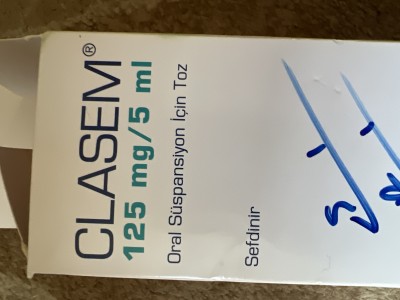 CLASEM®
125 mg/5 ml
Oral Süspansiyon İçin Toz
Sefdinir